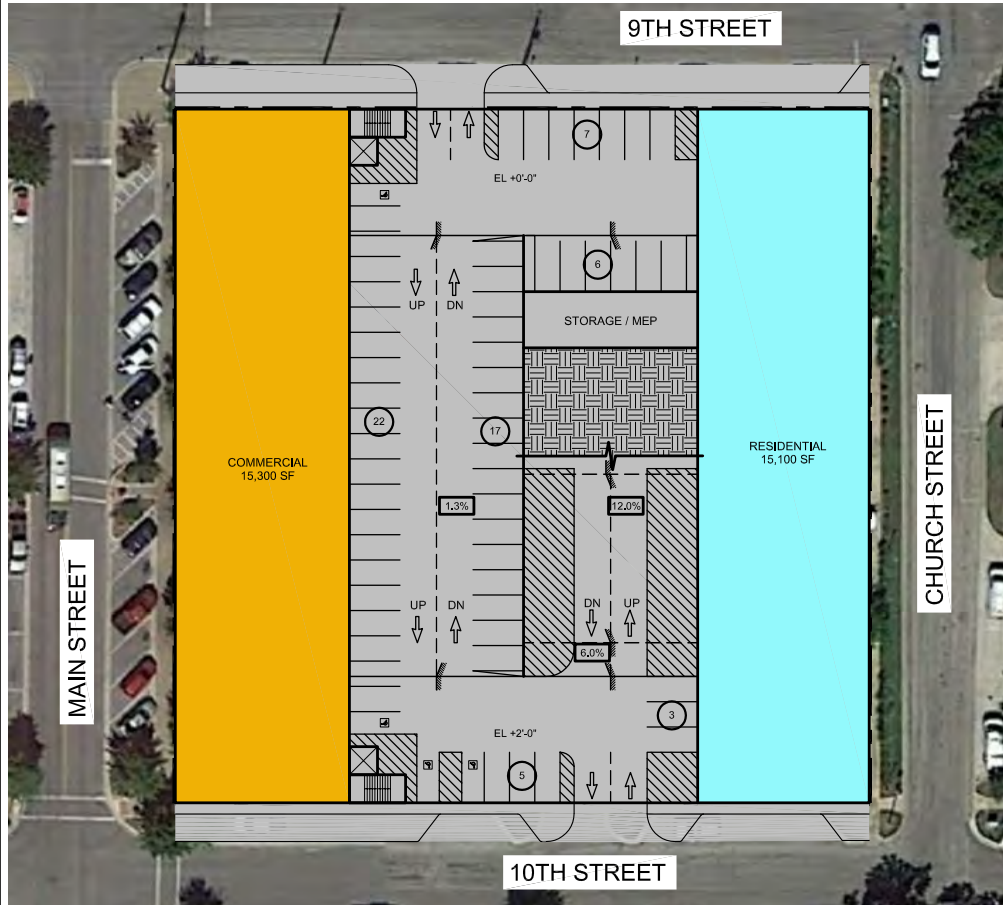 9TH STREET
7
EL +0'-0"
6
UP
DN
STORAGE / MEP
22
17
COMMERCIAL
15,300 SF
RESIDENTIAL
15,100 SF
1.3%
12.0%
MAIN STREET
CHURCH STREET
UP
DN
DN
UP
6.0%
3
EL +2'-0"
5
10TH STREET